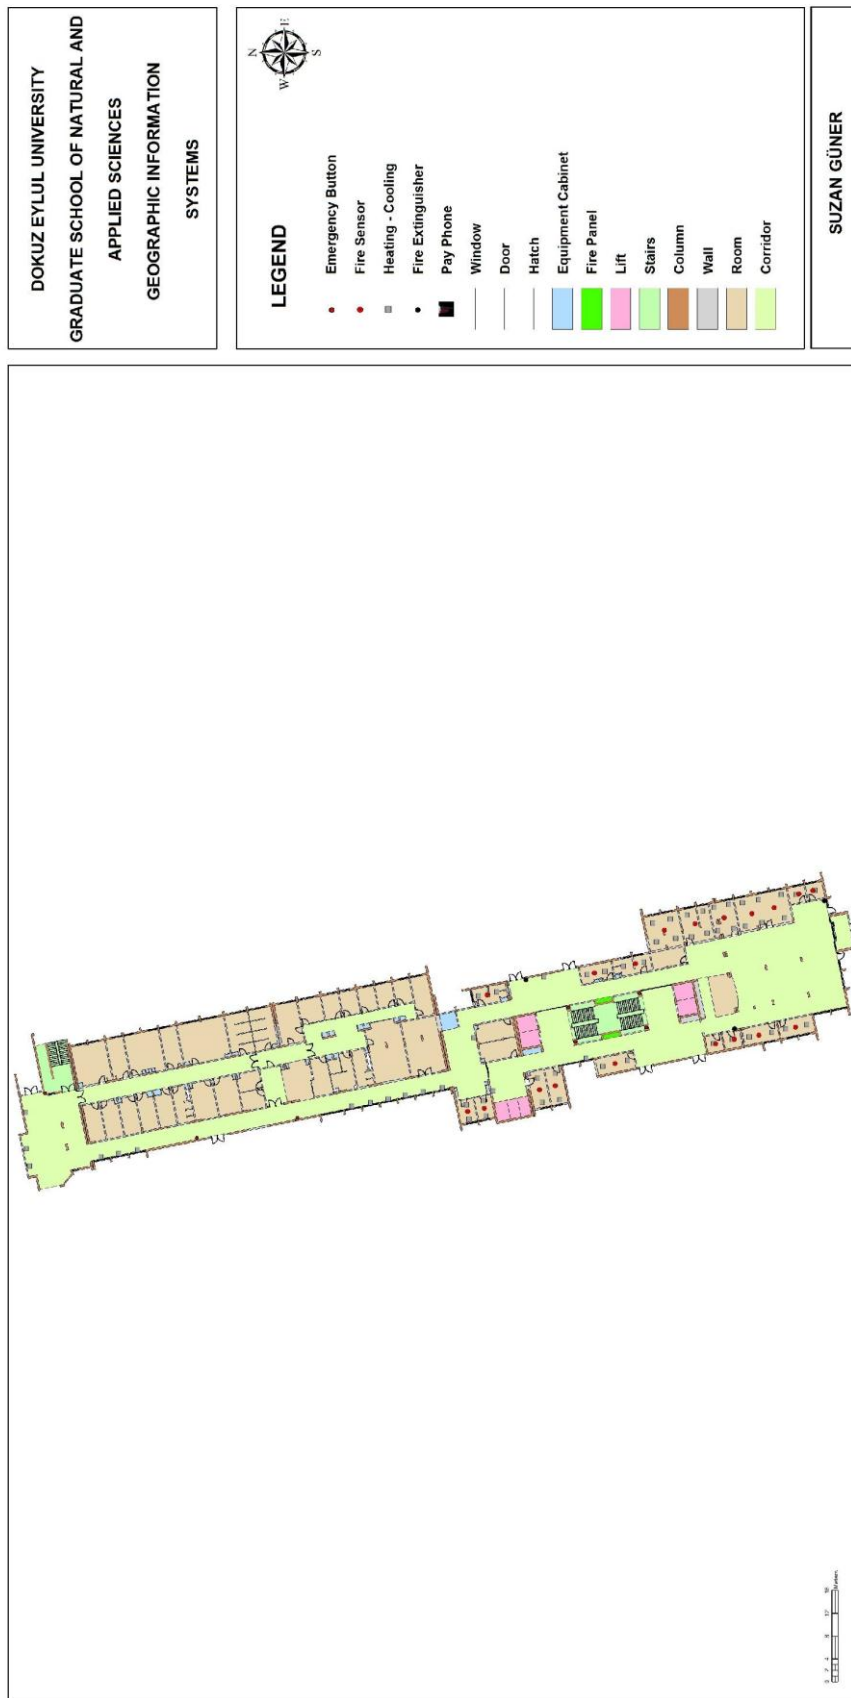 DOKUZ EYLUL UNIVERSITY
GRADUATE SCHOOL OF NATURAL AND
APPLIED SCIENCES
GEOGRAPHIC INFORMATION
SYSTEMS
N
E
W
S
LEGEND
Emergency Button
Fire Sensor
Heating - Cooling
Fire Extinguisher
Pay Phone
Window
Door
Hatch
Equipment Cabinet
Fire Panel
Lift
Stairs
Column
Wall
Room
Corridor
SUZAN GÜNER